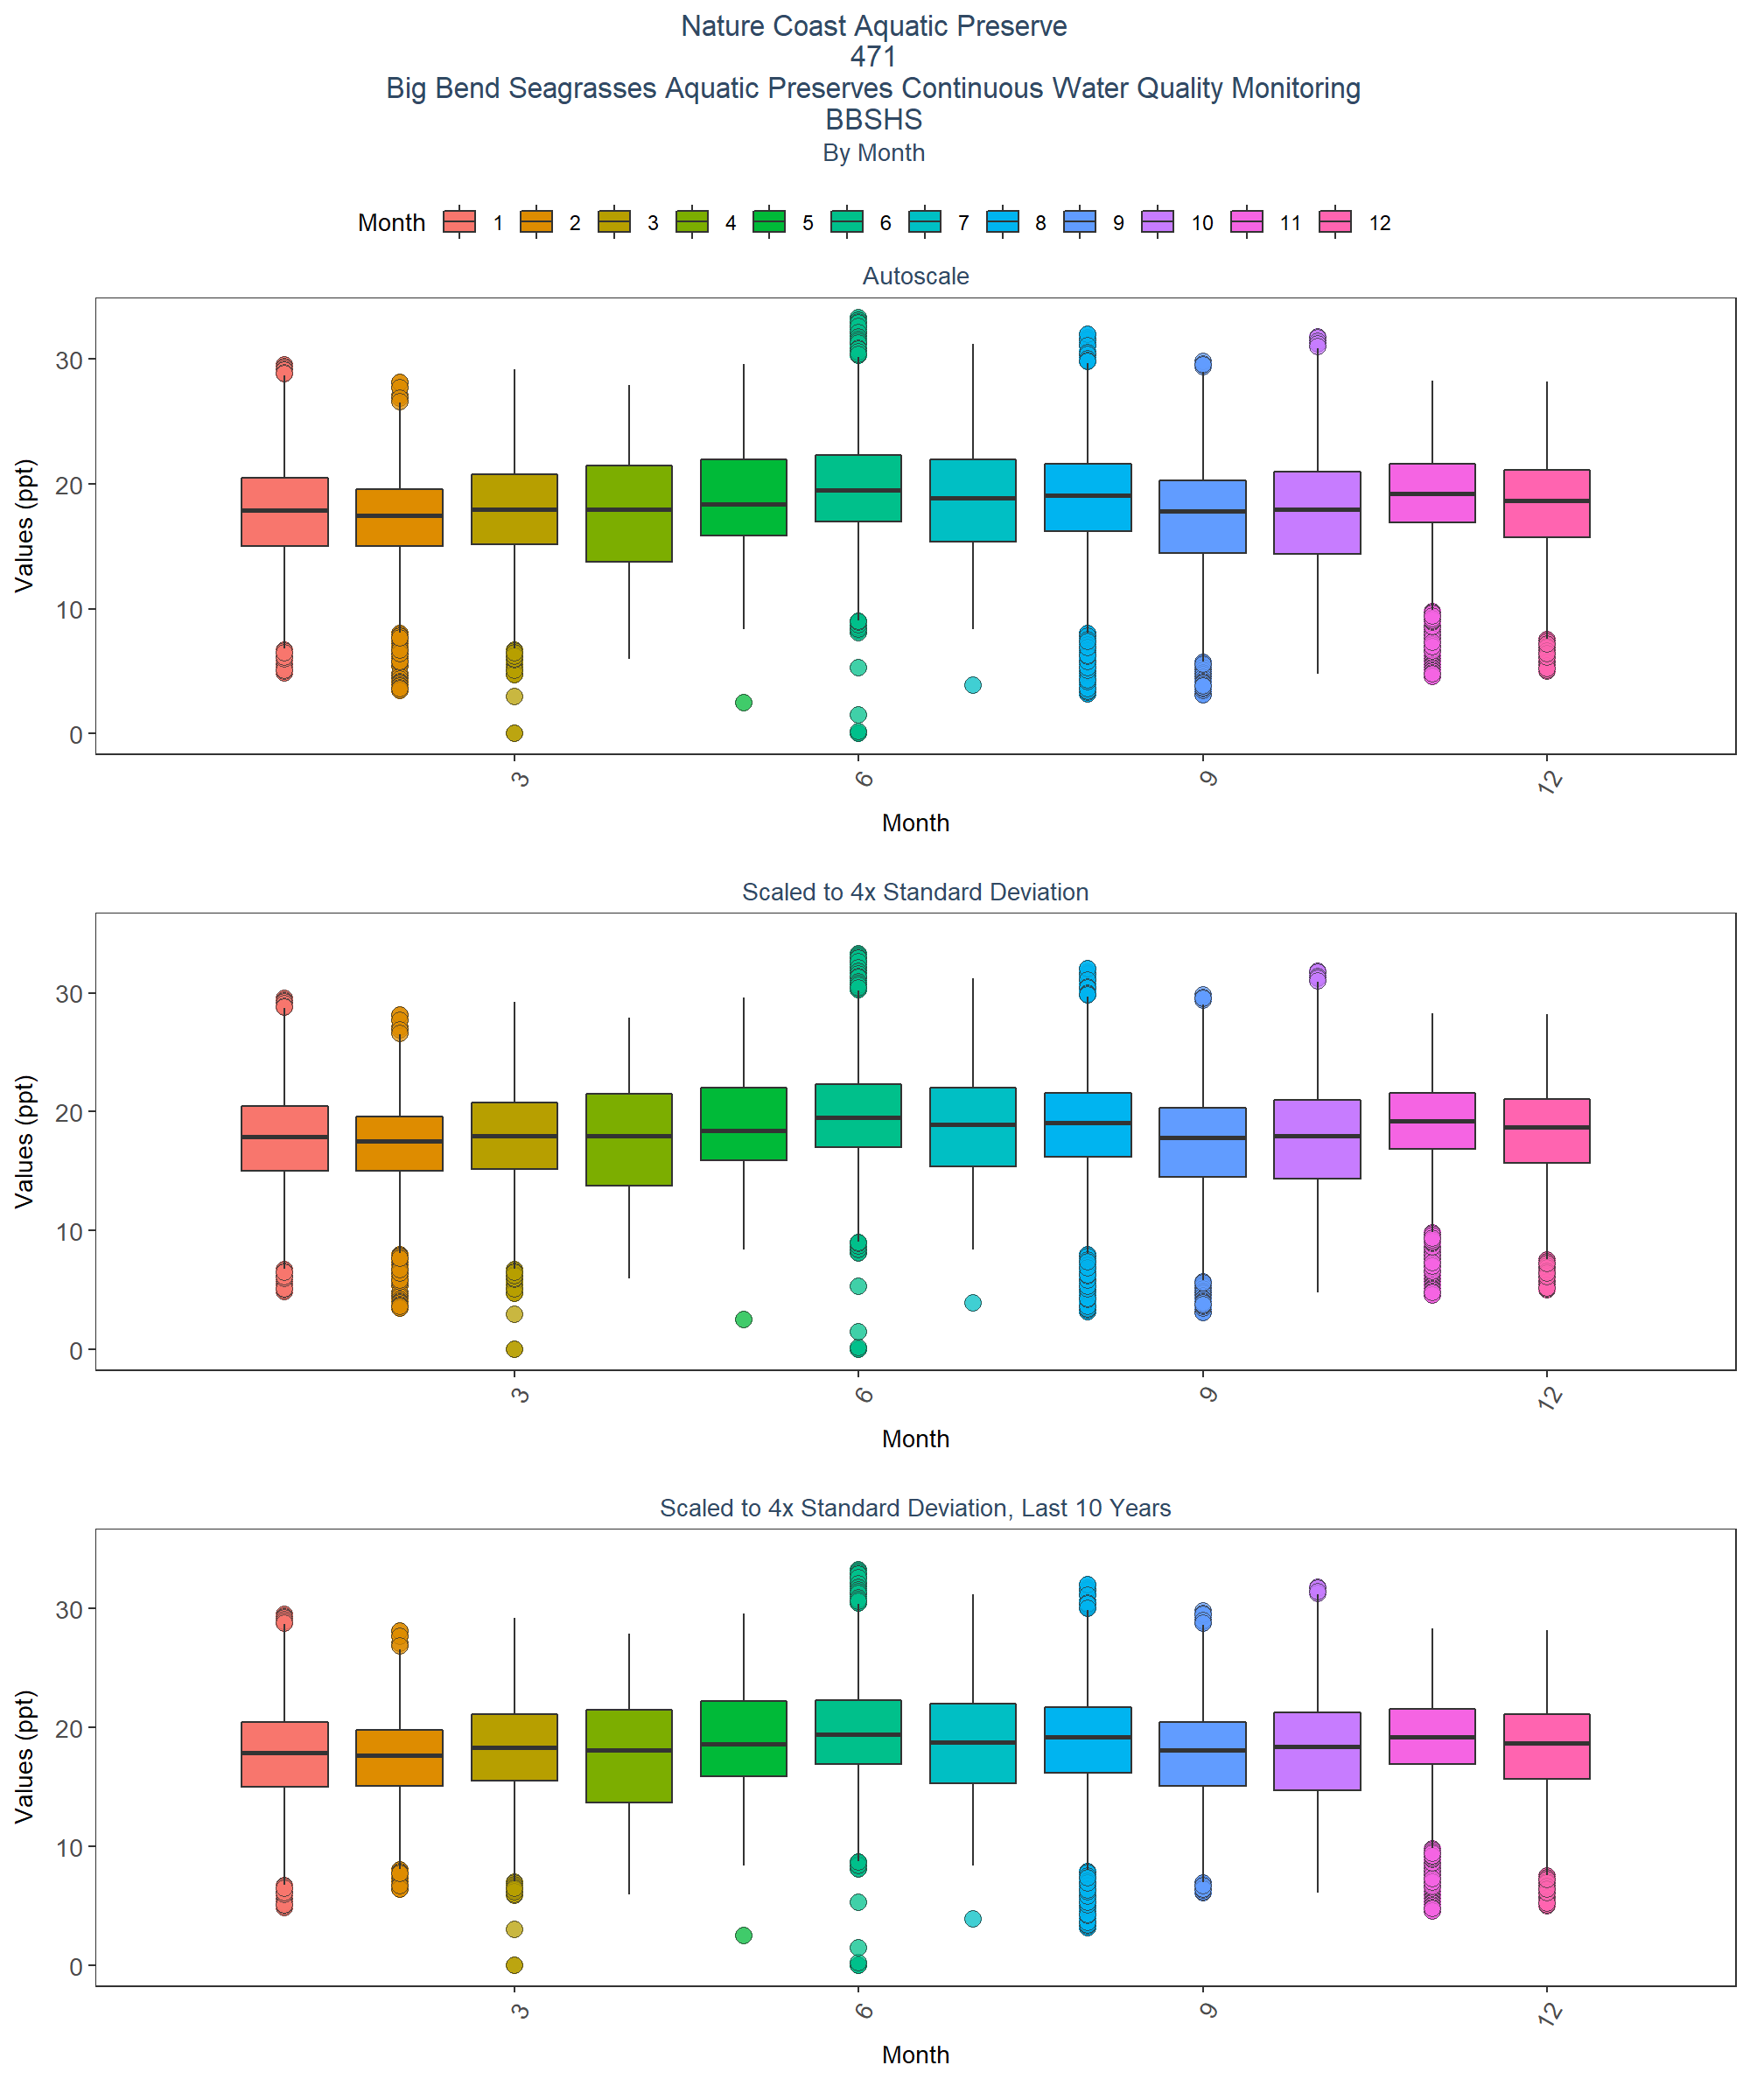 Nature Coast Aquatic Preserve
471
Big Bend Seagrasses Aquatic Preserves Continuous Water Quality Monitoring
BBSHS
By Month
Month 1 2 3 4 5 6 7 8 9 10 11 12
Autoscale
Values (ppt)
30
20
10
0
3 6 9 12
Month
Scaled to 4x Standard Deviation
Values (ppt)
30
20
10
0
3 6 9 12
Month
Scaled to 4x Standard Deviation, Last 10 Years
Values (ppt)
30
20
10
0
3 6 9 12
Month